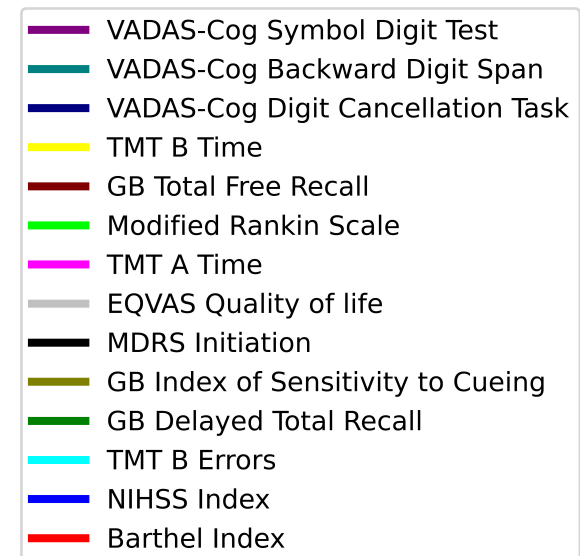 VADAS-Cog Symbol Digit Test
VADAS-Cog Backward Digit Span
VADAS-Cog Digit Cancellation Task
TMT B Time
GB Total Free Recall
Modified Rankin Scale
TMT A Time
EQVAS Quality of life
MDRS Initiation
GB Index of Sensitivity to Cueing
GB Delayed Total Recall
TMT B Errors
NIHSS Index
Barthel Index